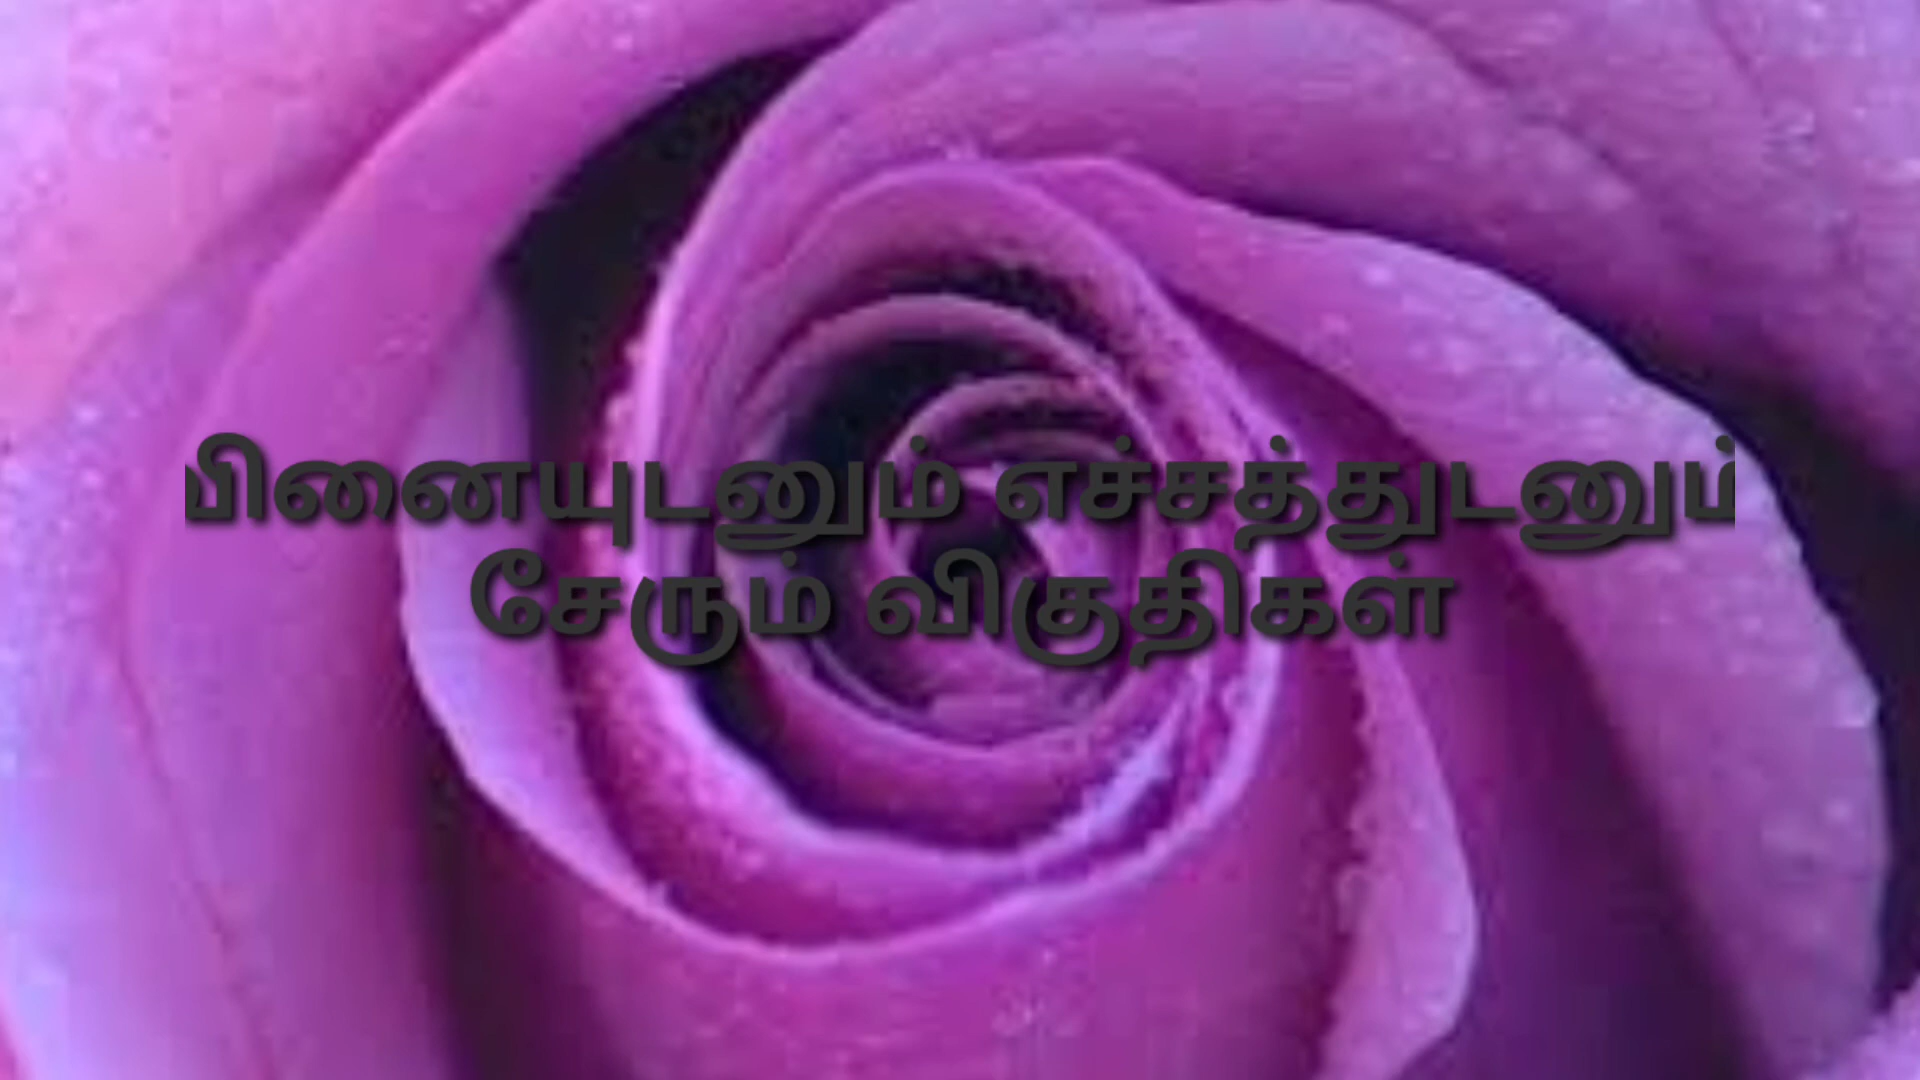 வினையுடனும் எச்சத்துடனும்
சேரும் விகுதிகள்